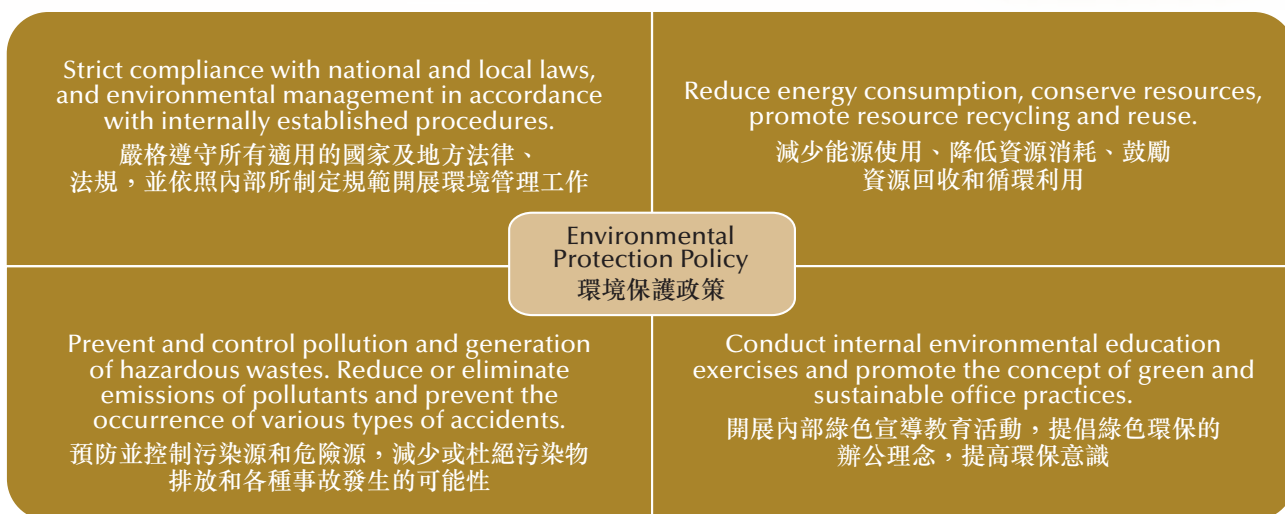 Strict compliance with national and local laws,
and environmental management in accordance
with internally established procedures.
嚴格遵守所有適用的國家及地方法律、
法規，並依照內部所制定規範開展環境管理工作
Reduce energy consumption, conserve resources,
promote resource recycling and reuse.
減少能源使用、降低資源消耗、鼓勵
資源回收和循環利用
Environmental
Protection Policy
環境保護政策
Prevent and control pollution and generation
of hazardous wastes. Reduce or eliminate
emissions of pollutants and prevent the
occurrence of various types of accidents.
預防並控制污染源和危險源，減少或杜絕污染物
排放和各種事故發生的可能性
Conduct internal environmental education
exercises and promote the concept of green and
sustainable office practices.
開展內部綠色宣導教育活動，提倡綠色環保的
辦公理念，提高環保意識